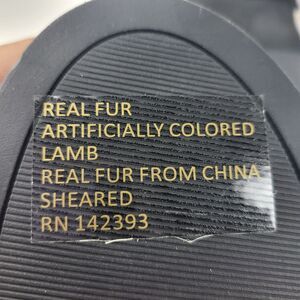 REAL FUR
ARTIFICIALLY COLORED
LAMB
REAL FUR FROM CHINA
SHEARED
RN 142393